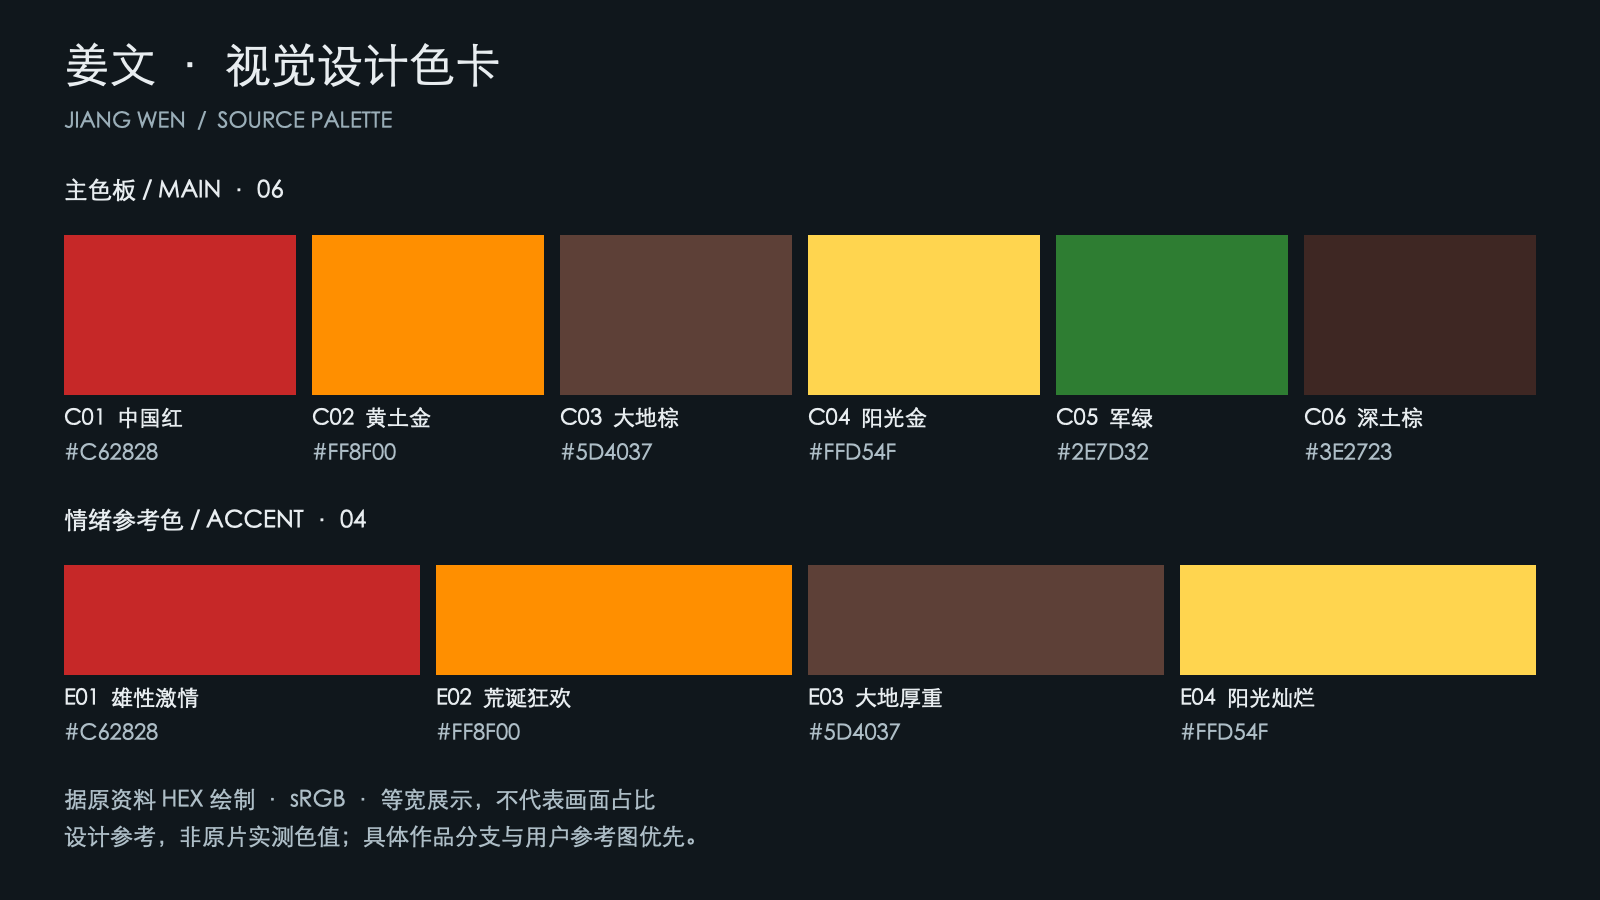 姜文 · 视觉设计色卡
JIANG WEN / SOURCE PALETTE
主色板 / MAIN · 06
C01 中国红
#C62828
C02 黄土金
#FF8F00
C03 大地棕
#5D4037
C04 阳光金
#FFD54F
C05 军绿
#2E7D32
C06 深土棕
#3E2723
情绪参考色 / ACCENT · 04
E01 雄性激情
#C62828
E02 荒诞狂欢
#FF8F00
E03 大地厚重
#5D4037
E04 阳光灿烂
#FFD54F
据原资料 HEX 绘制 · sRGB · 等宽展示，不代表画面占比
设计参考，非原片实测色值；具体作品分支与用户参考图优先。